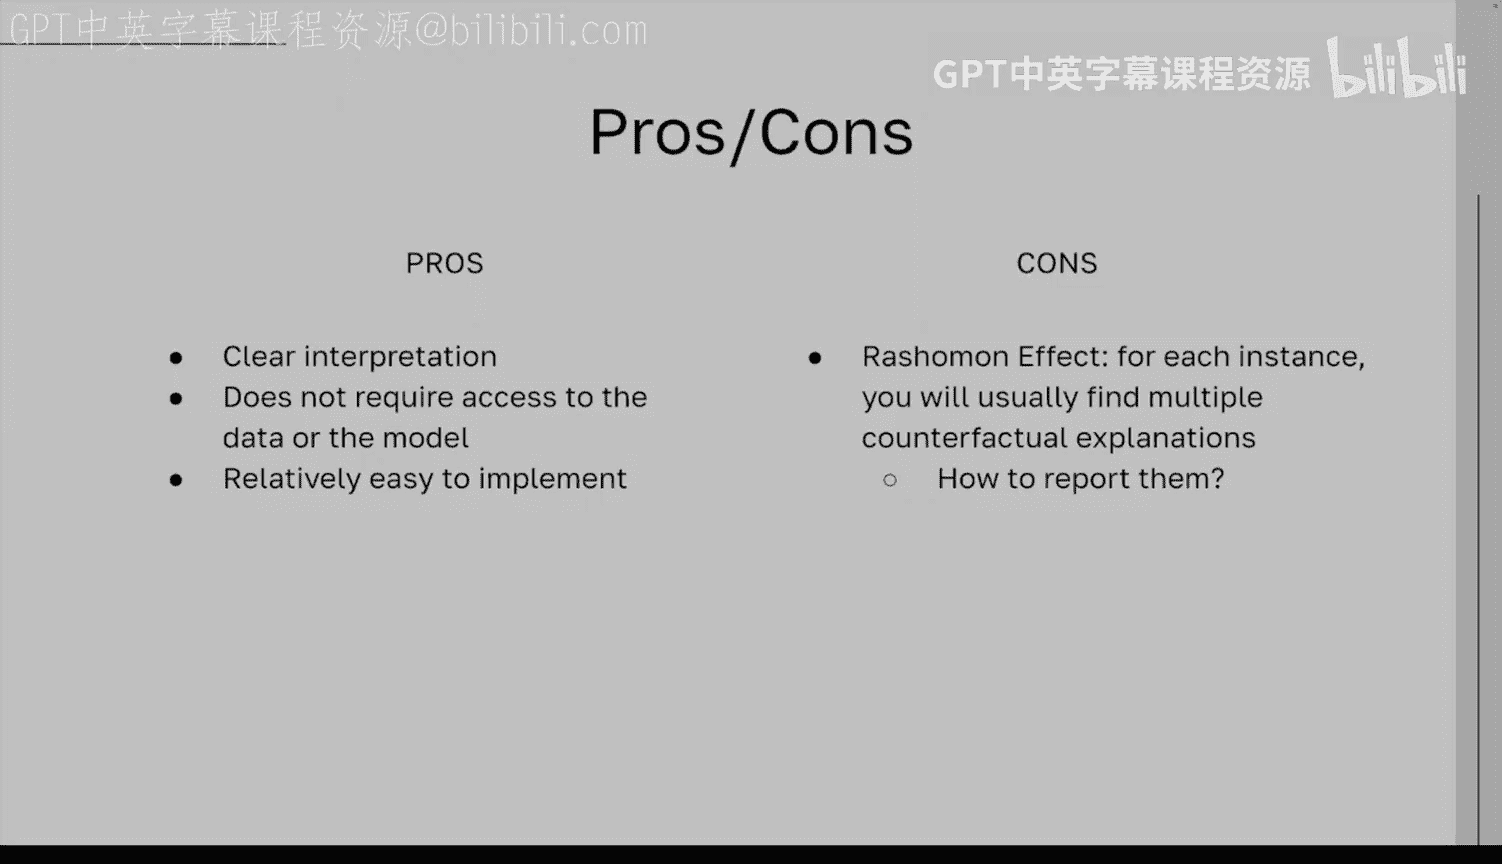 GPT中英字幕课程资源@bilibili.com
GPT中英字幕课程资源 bilibili
Pros/Cons
PROS
● Clear interpretation
● Does not require access to the
data or the model
● Relatively easy to implement
CONS
● Rashomon Effect: for each instance,
you will usually find multiple
counterfactual explanations
○ How to report them?